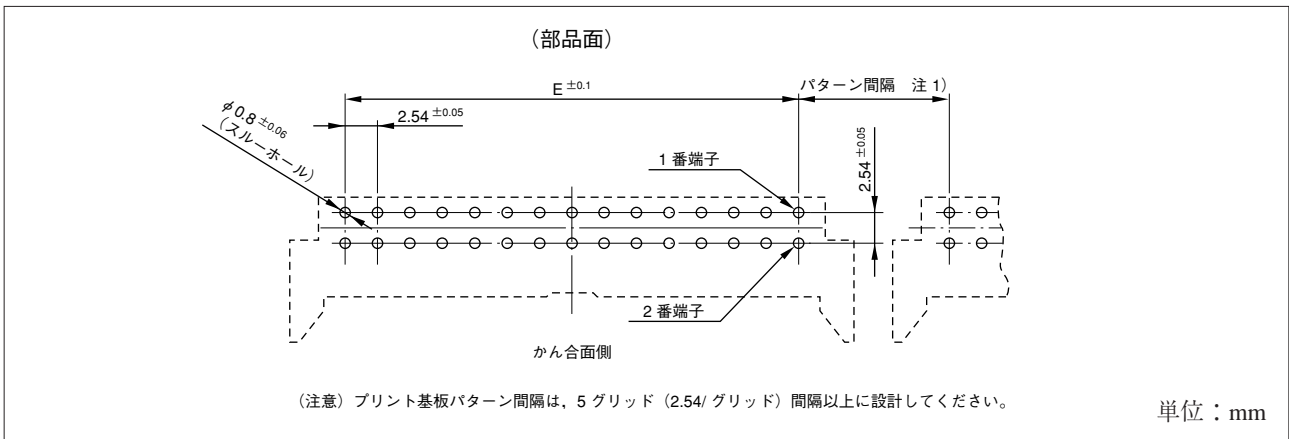 （部品面）
E ±0.1
パターン間隔　注 1）
φ0.8 ±0.06
（スルーホール）
2.54 ±0.05
1 番端子
2.54 ±0.05
2 番端子
かん合面側
（注意）プリント基板パターン間隔は，5 グリッド（2.54/ グリッド）間隔以上に設計してください。
単位：mm